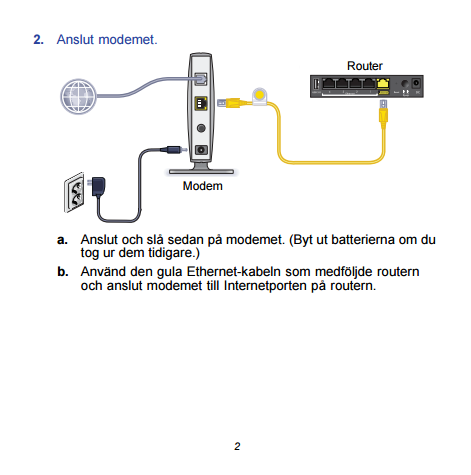 2. Anslut modemet.
Router
Modem
a. Anslut och slå sedan på modemet. (Byt ut batterierna om du
tog ur dem tidigare.)
b. Använd den gula Ethernet-kabeln som medföljde routern
och anslut modemet till Internetporten på routern.
2